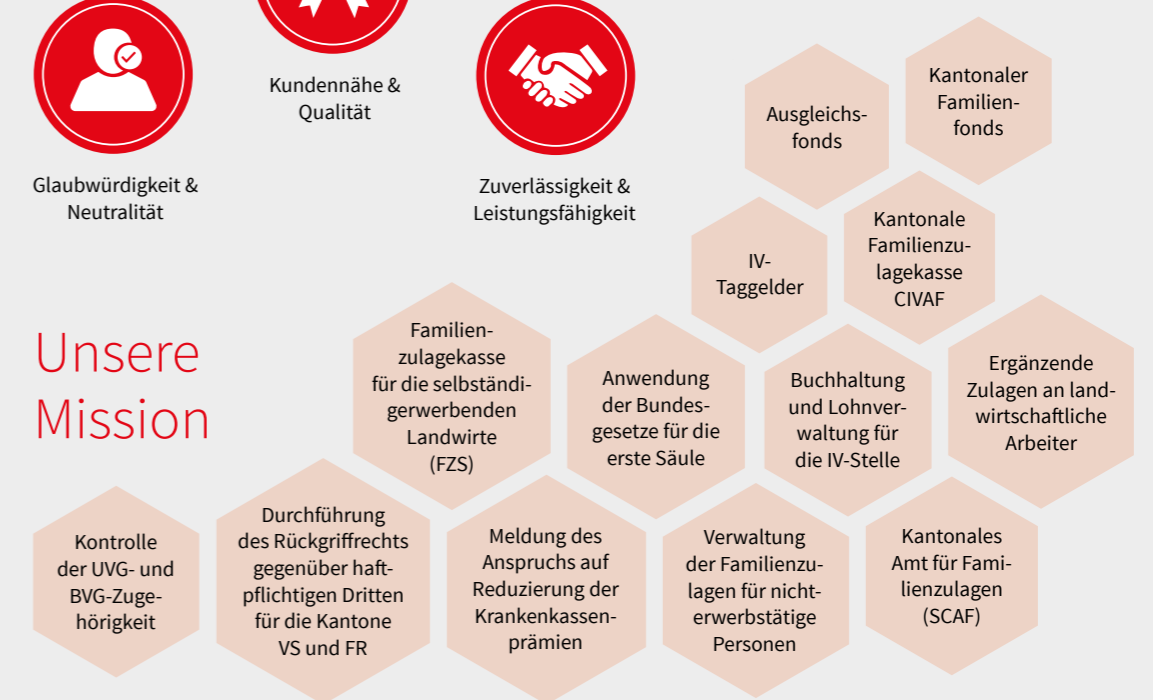 Kundennähe &
Qualität
Glaubwürdigkeit &
Neutralität
Zuverlässigkeit &
Leistungsfähigkeit
Ausgleichs-
fonds
Kantonaler
Familien-
fonds
IV-
Taggelder
Kantonale
Familienzu-
lagekasse
CIVAF
Unsere
Mission
Familien-
zulagekasse
für die selbständi-
gerwerbenden
Landwirte
(FZS)
Anwendung
der Bundes-
gesetze für die
erste Säule
Buchhaltung
und Lohnver-
waltung für
die IV-Stelle
Ergänzende
Zulagen an land-
wirtschaftliche
Arbeiter
Kontrolle
der UVG- und
BVG-Zuge-
hörigkeit
Durchführung
des Rückgriffrechts
gegenüber haft-
pflichtigen Dritten
für die Kantone
VS und FR
Meldung des
Anspruchs auf
Reduzierung der
Krankenkassen-
prämien
Verwaltung
der Familienzu-
lagen für nicht-
erwerbstätige
Personen
Kantonales
Amt für Fami-
lienzulagen
(SCAF)